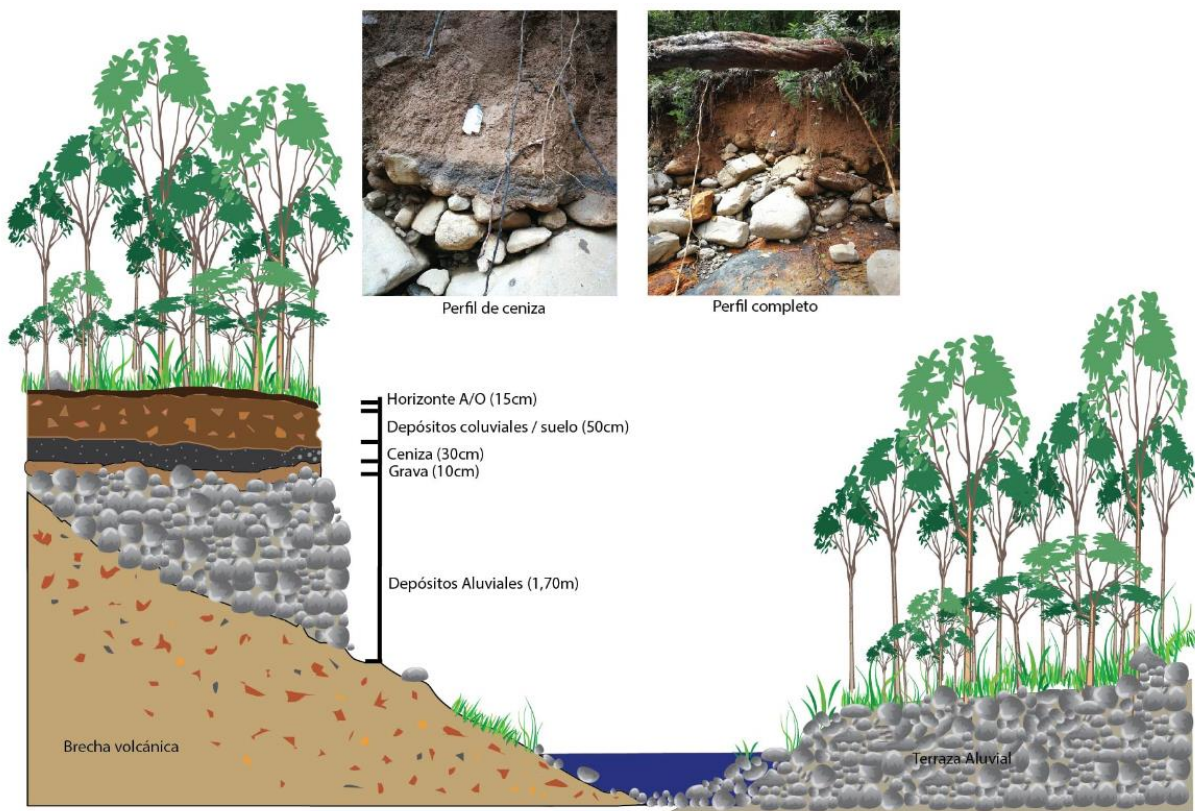 Perfil de ceniza
Perfil completo
Horizonte A/O (15cm)
Depósitos coluviales / suelo (50cm)
Ceniza (30cm)
Grava (10cm)
Depósitos Aluviales (1,70m)
Brecha volcánica
Terraza Aluvial